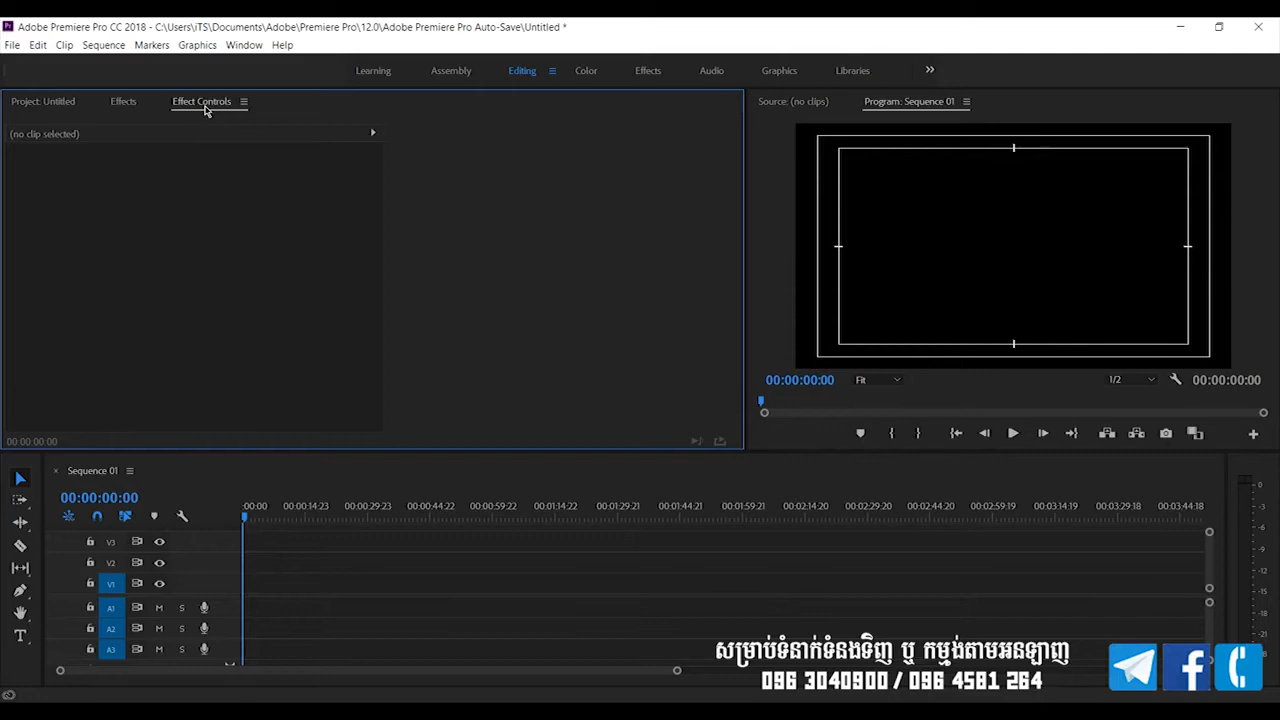 Adobe Premiere Pro CC 2018 - C:\Users\iTS\Documents\Adobe\Premiere Pro\12.0\Adobe Premiere Pro Auto-Save\Untitled *
File Edit Clip Sequence Markers Graphics Window Help
Learning Assembly Editing Color Effects Audio Graphics Libraries
Project: Untitled Effects Effect Controls
Source: (no clips) Program: Sequence 01
(no clip selected)
00:00:00:00 Fit 1/2 00:00:00:00
00:00:00:00
Sequence 01
00:00:00:00
:00:00 00:00:14:23 00:00:29:23 00:00:44:22 00:00:59:22 00:01:14:22 00:01:29:21 00:01:44:21 00:01:59:21 00:02:14:20 00:02:29:20 00:02:44:20 00:02:59:19 00:03:14:19 00:03:29:18 00:03:44:18
V3
V2
V1
A1 M S
A2 M S
A3 M S
0
-3
-6
-9
-12
-15
-18
សម្រាប់ទំនាក់ទំនងទិញ ឬ កម្មង់តាមអនឡាញ
096 3040900 / 096 4581 264